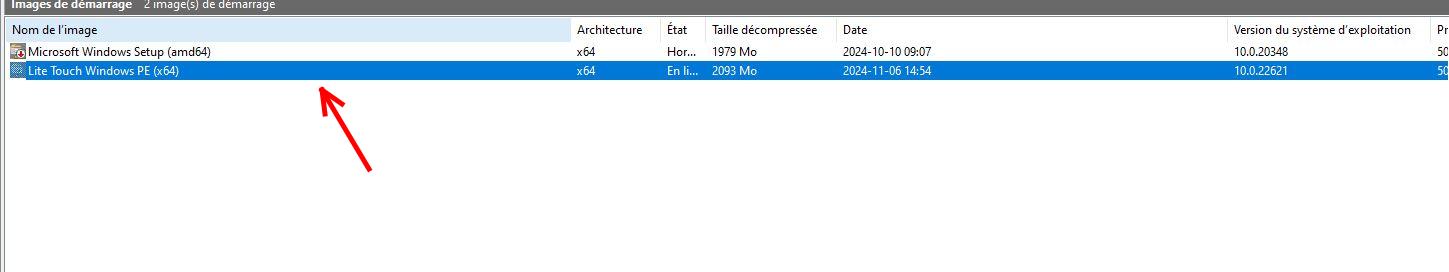 Images de démarrage 2 image(s) de démarrage
Nom de l'image Architecture État Taille décompressée Date Version du système d'exploitation Pr
Microsoft Windows Setup (amd64) x64 Hor... 1979 Mo 2024-10-10 09:07 10.0.20348 50
Lite Touch Windows PE (x64) x64 En li... 2093 Mo 2024-11-06 14:54 10.0.22621 50